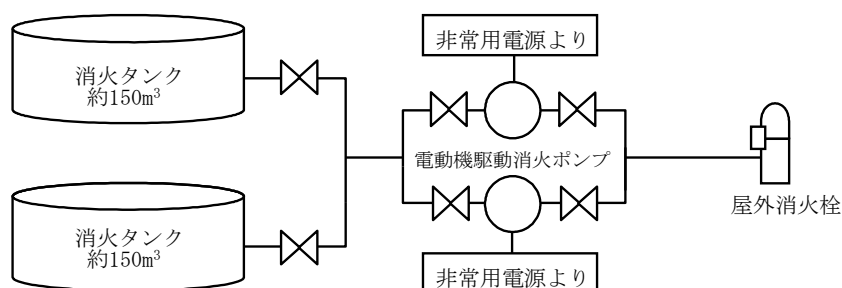 非常用電源より
消火タンク
約150m³
電動機駆動消火ポンプ
屋外消火栓
消火タンク
約150m³
非常用電源より